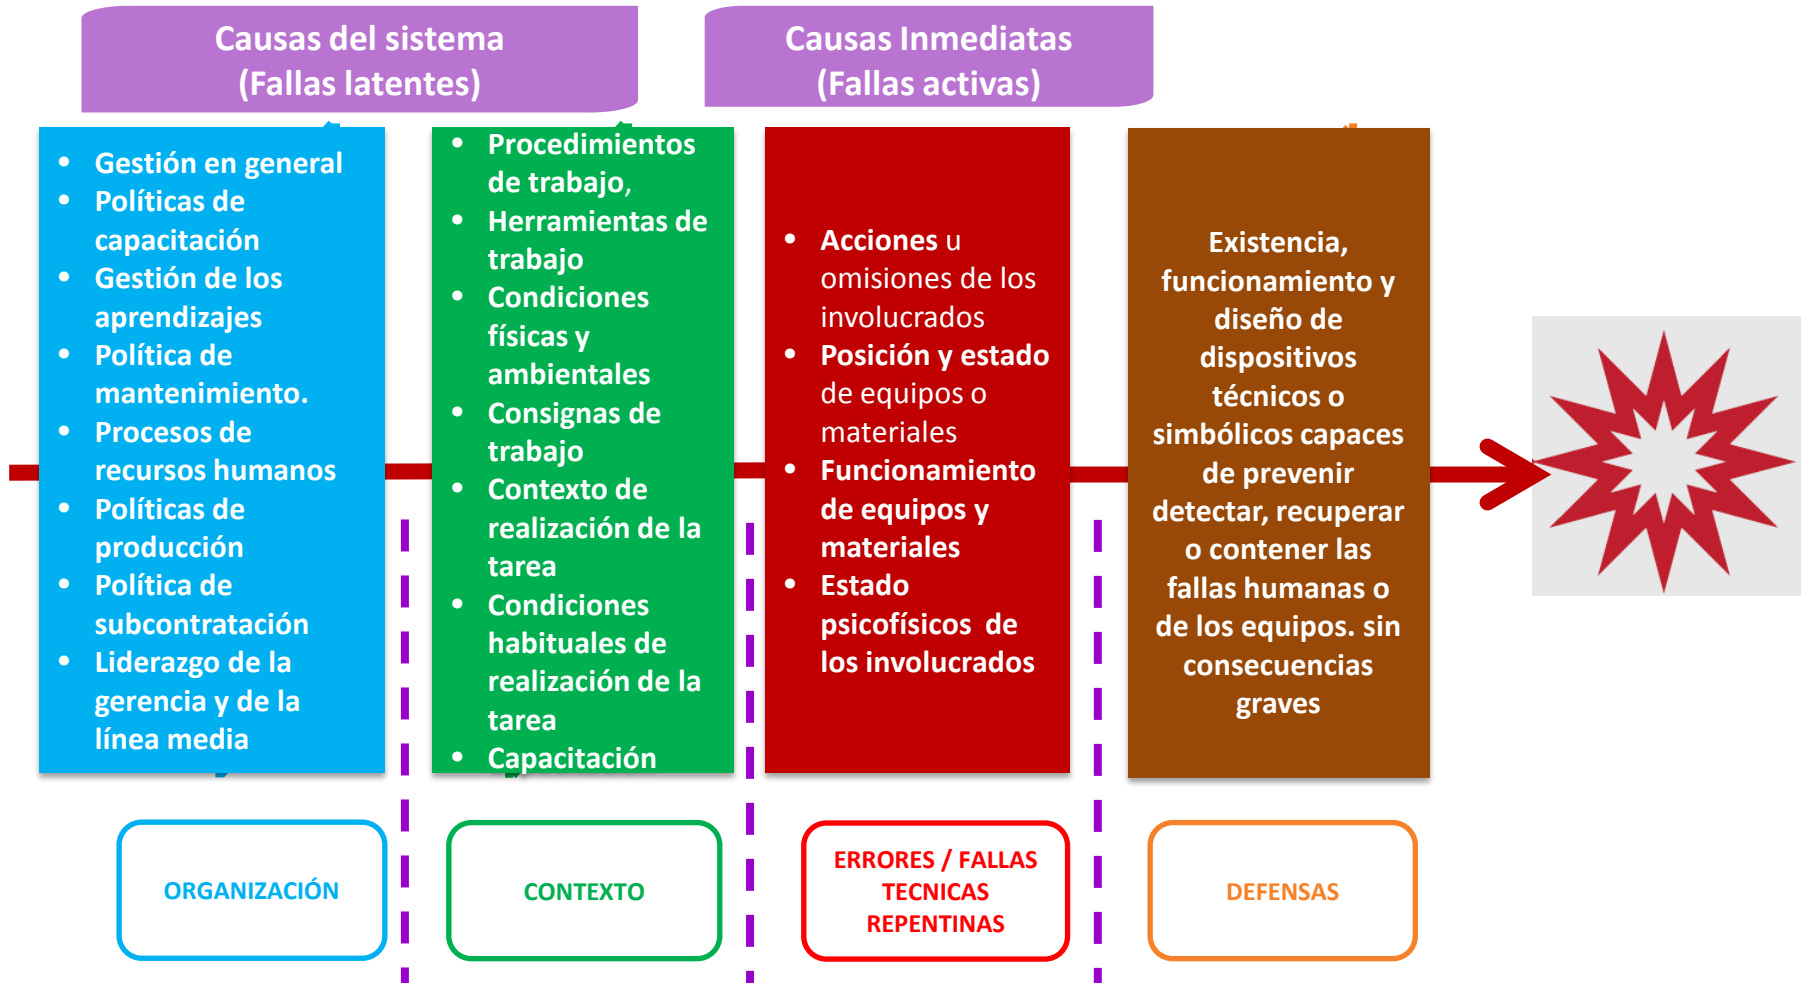 Causas del sistema
(Fallas latentes)
Causas Inmediatas
(Fallas activas)
• Gestión en general
• Políticas de
capacitación
• Gestión de los
aprendizajes
• Política de
mantenimiento.
• Procesos de
recursos humanos
• Políticas de
producción
• Política de
subcontratación
• Liderazgo de la
gerencia y de la
línea media
• Procedimientos
de trabajo,
• Herramientas de
trabajo
• Condiciones
físicas y
ambientales
• Consignas de
trabajo
• Contexto de
realización de la
tarea
• Condiciones
habituales de
realización de la
tarea
• Capacitación
• Acciones u
omisiones de los
involucrados
• Posición y estado
de equipos o
materiales
• Funcionamiento
de equipos y
materiales
• Estado
psicofísicos de
los involucrados
Existencia,
funcionamiento y
diseño de
dispositivos
técnicos o
simbólicos capaces
de prevenir
detectar, recuperar
o contener las
fallas humanas o
de los equipos. sin
consecuencias
graves
ORGANIZACIÓN
CONTEXTO
ERRORES / FALLAS
TECNICAS
REPENTINAS
DEFENSAS